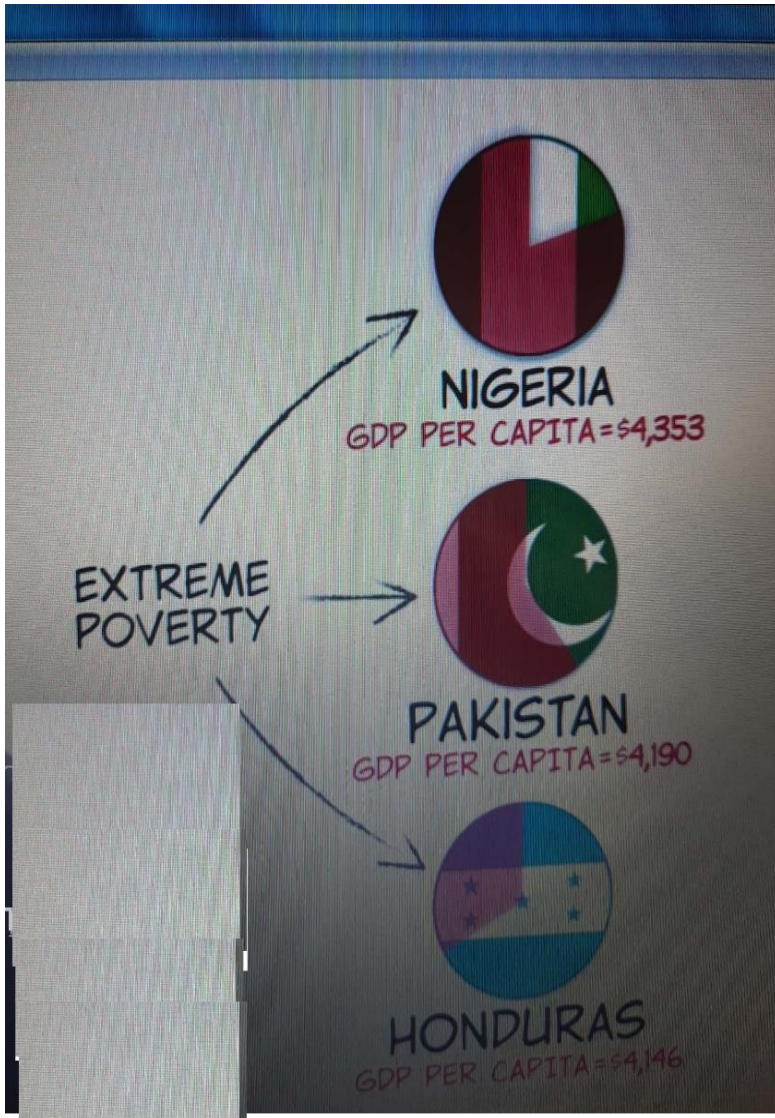 NIGERIA
GDP PER CAPITA=$4,353
EXTREME
POVERTY
PAKISTAN
GDP PER CAPITA=$4,190
HONDURAS
GDP PER CAPITA=$4,146